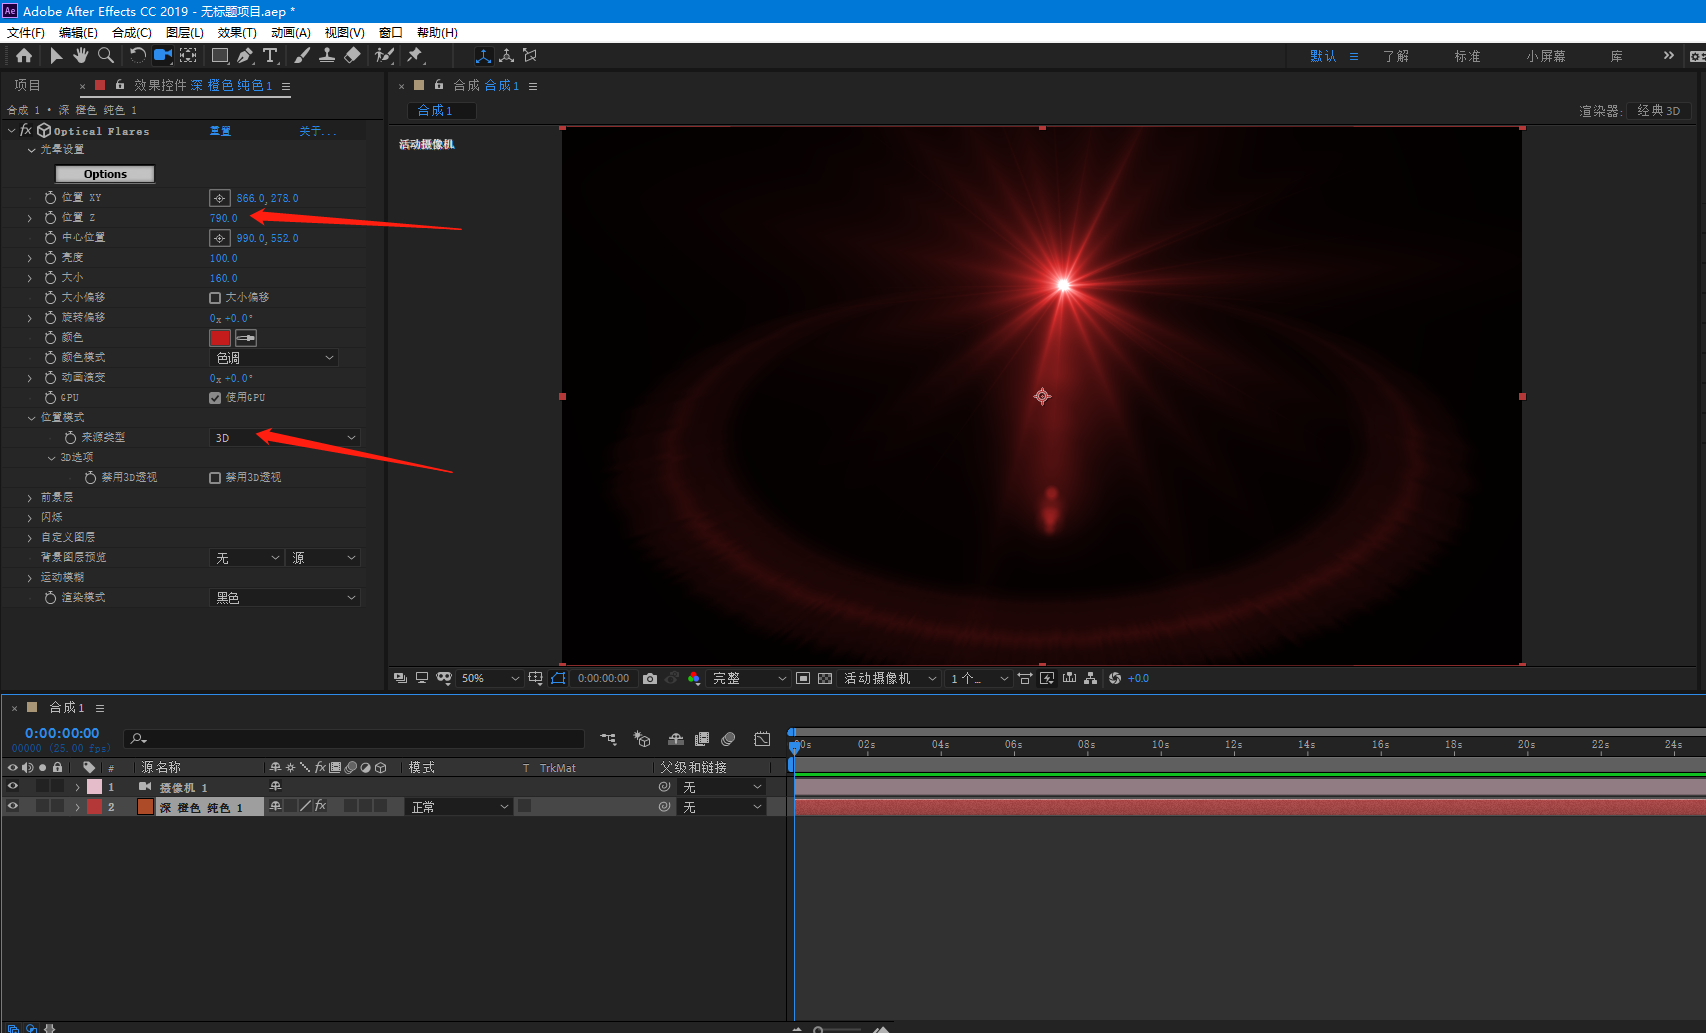 Ae Adobe After Effects CC 2019 - 无标题项目.aep *
文件(F) 编辑(E) 合成(C) 图层(L) 效果(T) 动画(A) 视图(V) 窗口 帮助(H)
默认 了解 标准 小屏幕 库
项目 效果控件 深 橙色 纯色 1
合成 合成 1
合成 1 • 深 橙色 纯色 1
合成 1
渲染器: 经典 3D
fx Optical Flares 重置 关于...
活动摄像机
光晕设置
Options
位置 XY 866.0, 278.0
位置 Z 790.0
中心位置 990.0, 552.0
亮度 100.0
大小 160.0
大小偏移 大小偏移
旋转偏移 0x +0.0°
颜色
颜色模式 色调
动画演变 0x +0.0°
GPU 使用GPU
位置模式
来源类型 3D
3D选项
禁用3D透视 禁用3D透视
前景层
闪烁
自定义图层
背景图层预览 无 源
运动模糊
渲染模式 黑色
50% 0:00:00:00 完整 活动摄像机 1 个... +0.0
合成 1
0:00:00:00
00000 (25.00 fps)
:00s 02s 04s 06s 08s 10s 12s 14s 16s 18s 20s 22s 24s
# 源名称 fx 模式 T TrkMat 父级和链接
1 摄像机 1 无
2 深 橙色 纯色 1 fx 正常 无